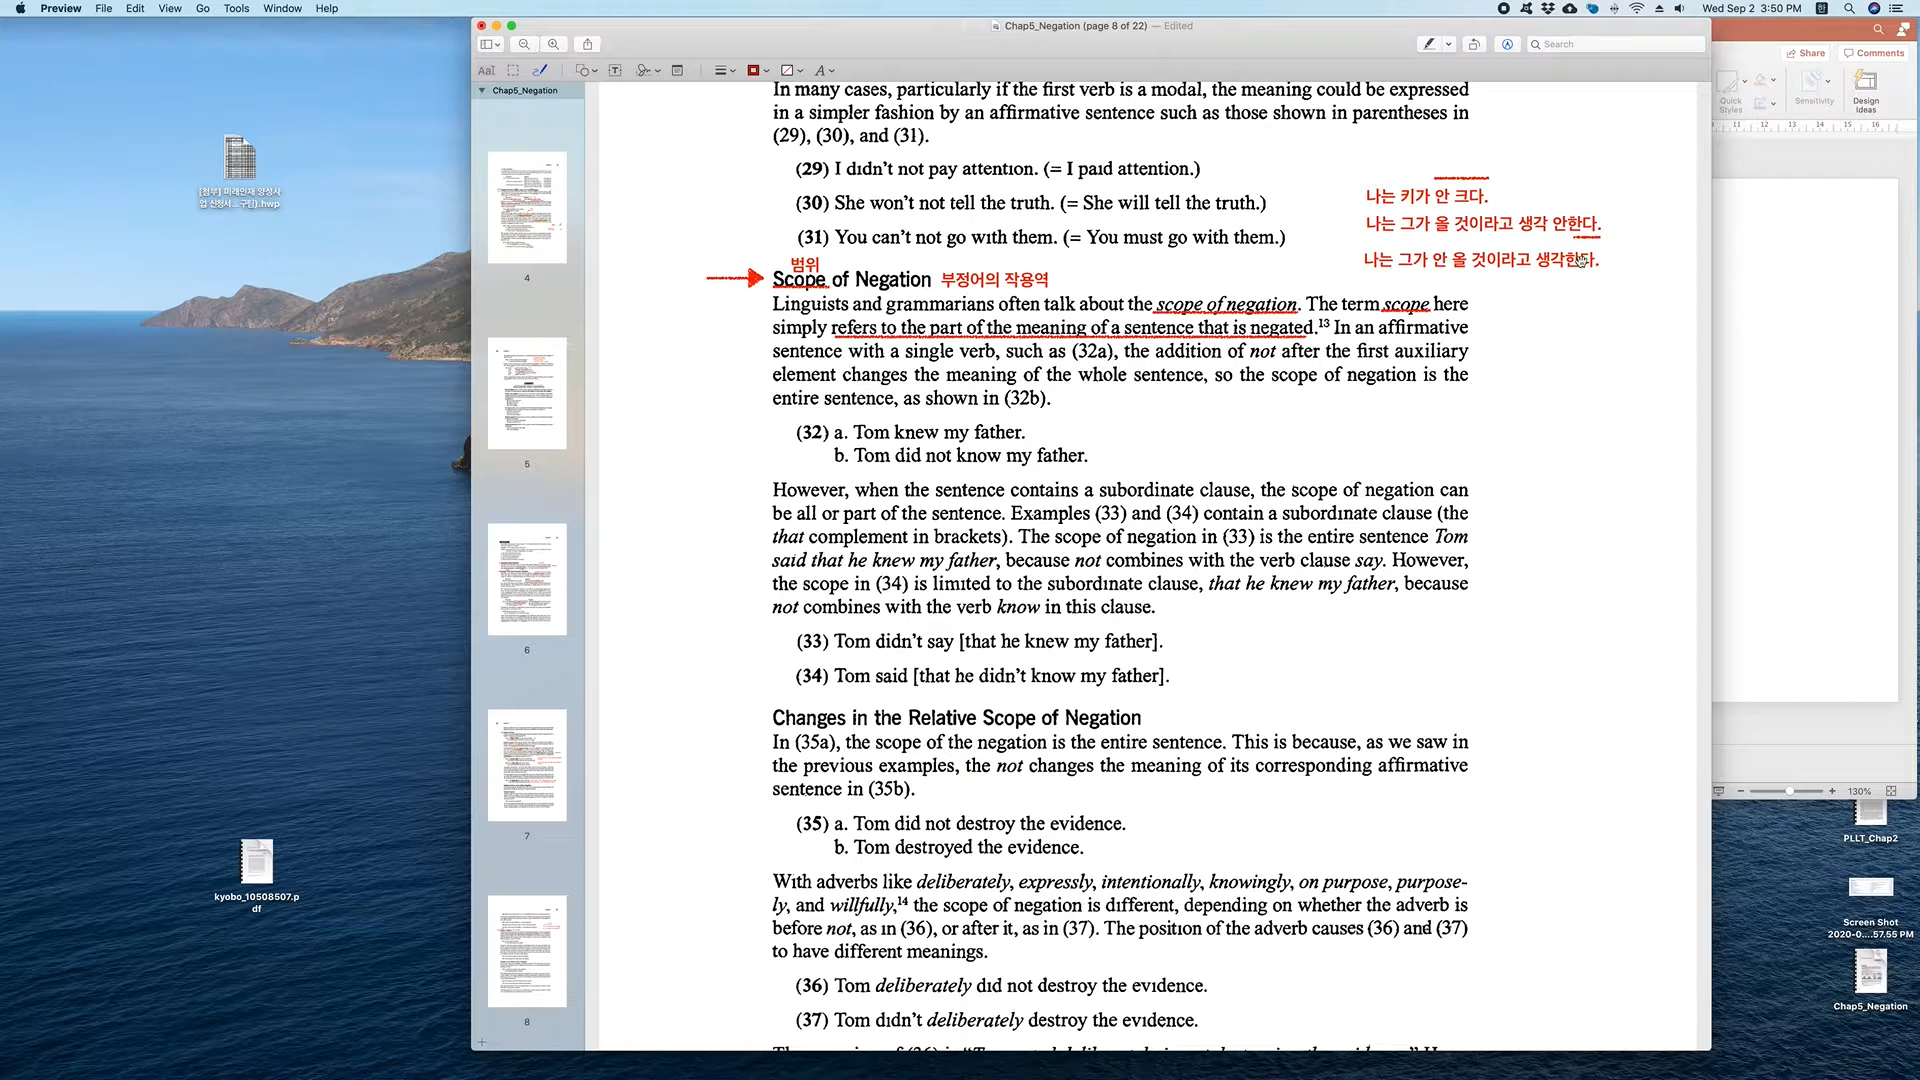 Preview File Edit View Go Tools Window Help
Wed Sep 2 3:50 PM
Chap5_Negation (page 8 of 22) — Edited
Search
Chap5_Negation
4
5
6
7
8
[첨부] 미래인재 양성사
업 신청서...구팀).hwp
kyobo_10508507.p
df
In many cases, particularly if the first verb is a modal, the meaning could be expressed
in a simpler fashion by an affirmative sentence such as those shown in parentheses in
(29), (30), and (31).
(29) I didn't not pay attention. (= I paid attention.)
(30) She won't not tell the truth. (= She will tell the truth.)
(31) You can't not go with them. (= You must go with them.)
나는 키가 안 크다.
나는 그가 올 것이라고 생각 안한다.
나는 그가 안 올 것이라고 생각한다.
범위
Scope of Negation 부정어의 작용역
Linguists and grammarians often talk about the scope of negation. The term scope here
simply refers to the part of the meaning of a sentence that is negated.13 In an affirmative
sentence with a single verb, such as (32a), the addition of not after the first auxiliary
element changes the meaning of the whole sentence, so the scope of negation is the
entire sentence, as shown in (32b).
(32) a. Tom knew my father.
b. Tom did not know my father.
However, when the sentence contains a subordinate clause, the scope of negation can
be all or part of the sentence. Examples (33) and (34) contain a subordinate clause (the
that complement in brackets). The scope of negation in (33) is the entire sentence Tom
said that he knew my father, because not combines with the verb clause say. However,
the scope in (34) is limited to the subordinate clause, that he knew my father, because
not combines with the verb know in this clause.
(33) Tom didn't say [that he knew my father].
(34) Tom said [that he didn't know my father].
Changes in the Relative Scope of Negation
In (35a), the scope of the negation is the entire sentence. This is because, as we saw in
the previous examples, the not changes the meaning of its corresponding affirmative
sentence in (35b).
(35) a. Tom did not destroy the evidence.
b. Tom destroyed the evidence.
With adverbs like deliberately, expressly, intentionally, knowingly, on purpose, purpose-
ly, and willfully,14 the scope of negation is different, depending on whether the adverb is
before not, as in (36), or after it, as in (37). The position of the adverb causes (36) and (37)
to have different meanings.
(36) Tom deliberately did not destroy the evidence.
(37) Tom didn't deliberately destroy the evidence.
Share Comments
Quick
Styles
Sensitivity
Design
Ideas
11 12 13 14 15 16
130%
PLLT_Chap2
Screen Shot
2020-0....57.55 PM
Chap5_Negation